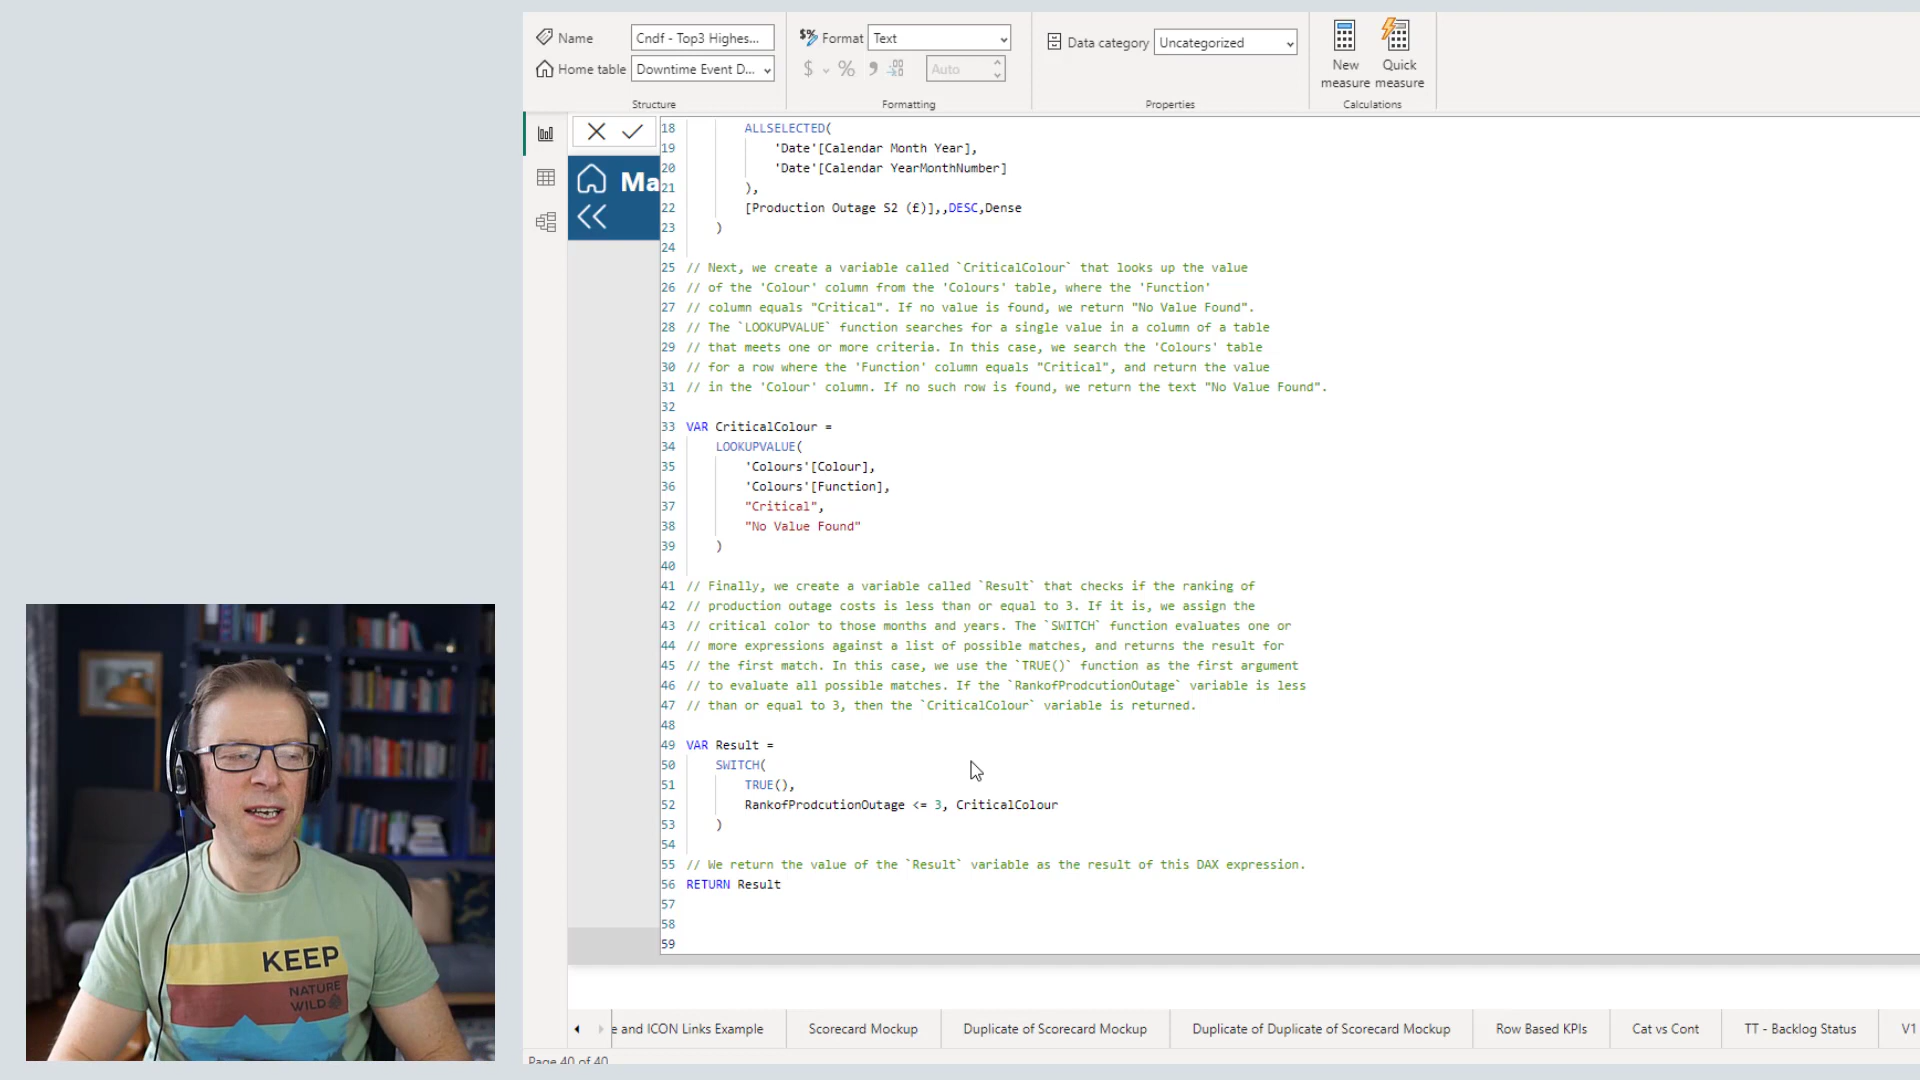 Name
Cndf - Top3 Highes...
Format
Text
Data category
Uncategorized
New measure
Quick measure
Home table
Downtime Event D...
$
%
Auto
Structure
Formatting
Properties
Calculations
Ma
18 ALLSELECTED(
19 'Date'[Calendar Month Year],
20 'Date'[Calendar YearMonthNumber]
21 ),
22 [Production Outage S2 (£)],,DESC,Dense
23 )
24
25 // Next, we create a variable called `CriticalColour` that looks up the value
26 // of the 'Colour' column from the 'Colours' table, where the 'Function'
27 // column equals "Critical". If no value is found, we return "No Value Found".
28 // The `LOOKUPVALUE` function searches for a single value in a column of a table
29 // that meets one or more criteria. In this case, we search the 'Colours' table
30 // for a row where the 'Function' column equals "Critical", and return the value
31 // in the 'Colour' column. If no such row is found, we return the text "No Value Found".
32
33 VAR CriticalColour =
34 LOOKUPVALUE(
35 'Colours'[Colour],
36 'Colours'[Function],
37 "Critical",
38 "No Value Found"
39 )
40
41 // Finally, we create a variable called `Result` that checks if the ranking of
42 // production outage costs is less than or equal to 3. If it is, we assign the
43 // critical color to those months and years. The `SWITCH` function evaluates one or
44 // more expressions against a list of possible matches, and returns the result for
45 // the first match. In this case, we use the `TRUE()` function as the first argument
46 // to evaluate all possible matches. If the `RankofProdcutionOutage` variable is less
47 // than or equal to 3, then the `CriticalColour` variable is returned.
48
49 VAR Result =
50 SWITCH(
51 TRUE(),
52 RankofProdcutionOutage <= 3, CriticalColour
53 )
54
55 // We return the value of the `Result` variable as the result of this DAX expression.
56 RETURN Result
57
58
59
KEEP
NATURE
WILD
e and ICON Links Example
Scorecard Mockup
Duplicate of Scorecard Mockup
Duplicate of Duplicate of Scorecard Mockup
Row Based KPIs
Cat vs Cont
TT - Backlog Status
V1
Page 40 of 40